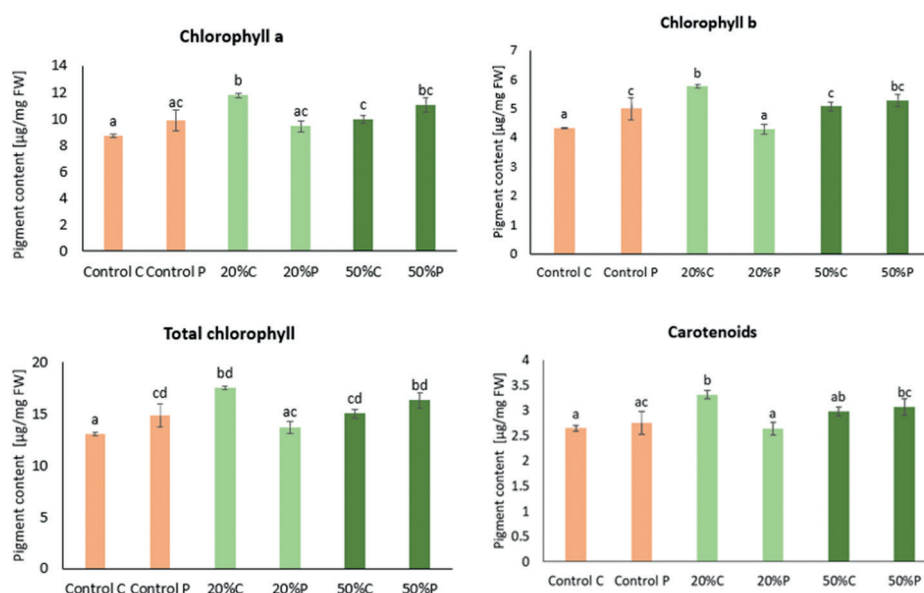 Chlorophyll a
Pigment content [µg/mg FW]
14
12
10
8
6
4
2
0
a
ac
b
ac
c
bc
Control C Control P 20%C 20%P 50%C 50%P
Chlorophyll b
Pigment content [µg/mg FW]
7
6
5
4
3
2
1
0
a
c
b
a
c
bc
Control C Control P 20%C 20%P 50%C 50%P
Total chlorophyll
Pigment content [µg/mg FW]
20
15
10
5
0
a
cd
bd
ac
cd
bd
Control C Control P 20%C 20%P 50%C 50%P
Carotenoids
Pigment content [µg/mg FW]
4
3.5
3
2.5
2
1.5
1
0.5
0
a
ac
b
a
ab
bc
Control C Control P 20%C 20%P 50%C 50%P